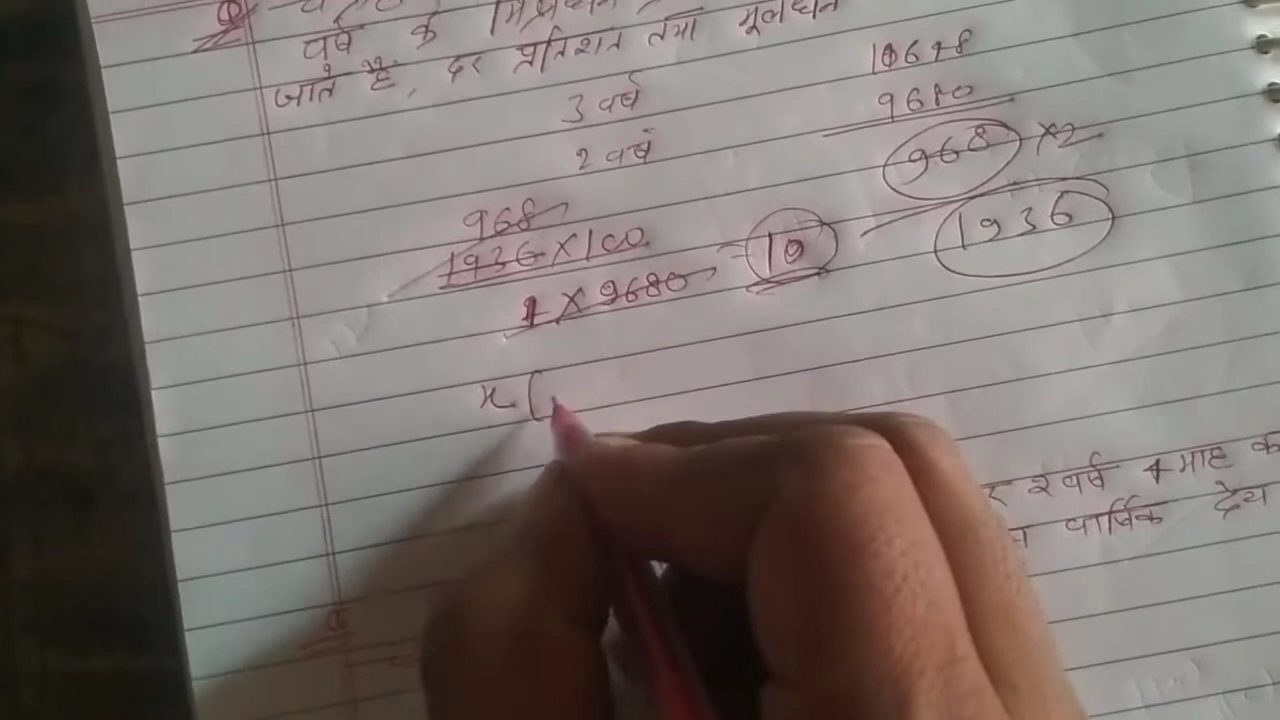 वर्ष के मिश्रधन
जाते है, दर प्रतिशत तथा मूलधन
3 वर्ष 10648
2 वर्ष 9680
968 ×2
1936
968
1936 × 100 = 10
1 × 9680
x (
2 वर्ष 4 माह क
वार्षिक देय
Q